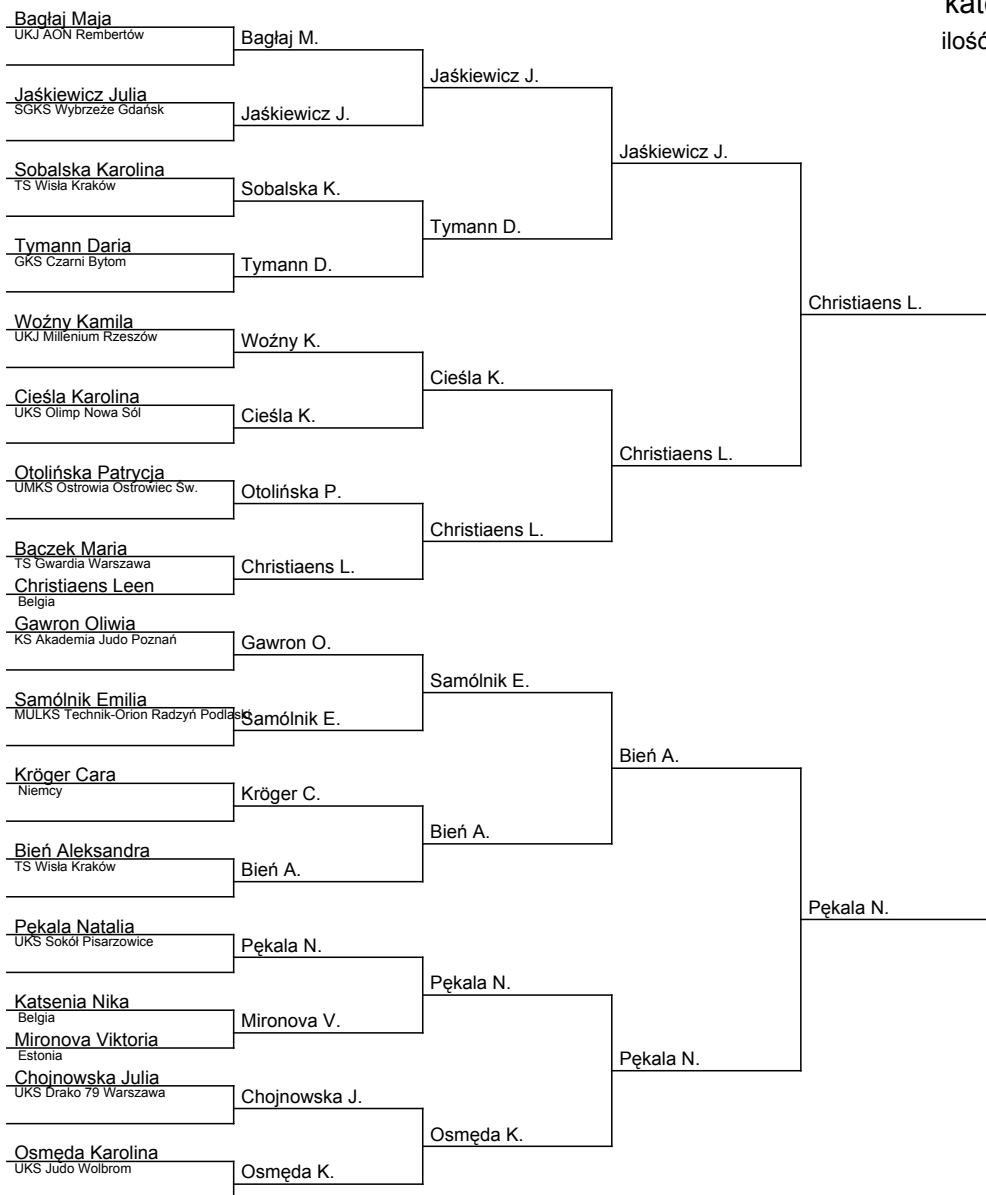 kat
ilość
Bagłaj Maja
UKJ AON Rembertów
Bagłaj M.
Jaśkiewicz J.
Jaśkiewicz Julia
SGKS Wybrzeże Gdańsk
Jaśkiewicz J.
Jaśkiewicz J.
Sobalska Karolina
TS Wisła Kraków
Sobalska K.
Tymann D.
Tymann Daria
GKS Czarni Bytom
Tymann D.
Christiaens L.
Woźny Kamila
UKJ Millenium Rzeszów
Woźny K.
Cieśla K.
Cieśla Karolina
UKS Olimp Nowa Sól
Cieśla K.
Christiaens L.
Otolińska Patrycja
UMKS Ostrowia Ostrowiec Św.
Otolińska P.
Christiaens L.
Bączek Maria
TS Gwardia Warszawa
Christiaens L.
Christiaens Leen
Belgia
Gawron Oliwia
KS Akademia Judo Poznań
Gawron O.
Samólnik E.
Samólnik Emilia
MULKS Technik-Orion Radzyń Podlaski
Samólnik E.
Bień A.
Kröger Cara
Niemcy
Kröger C.
Bień A.
Bień Aleksandra
TS Wisła Kraków
Bień A.
Pękala N.
Pękala Natalia
UKS Sokół Pisarzowice
Pękala N.
Pękala N.
Katsenia Nika
Belgia
Mironova V.
Mironova Viktoria
Estonia
Pękala N.
Chojnowska Julia
UKS Drako 79 Warszawa
Chojnowska J.
Osmęda K.
Osmęda Karolina
UKS Judo Wolbrom
Osmęda K.